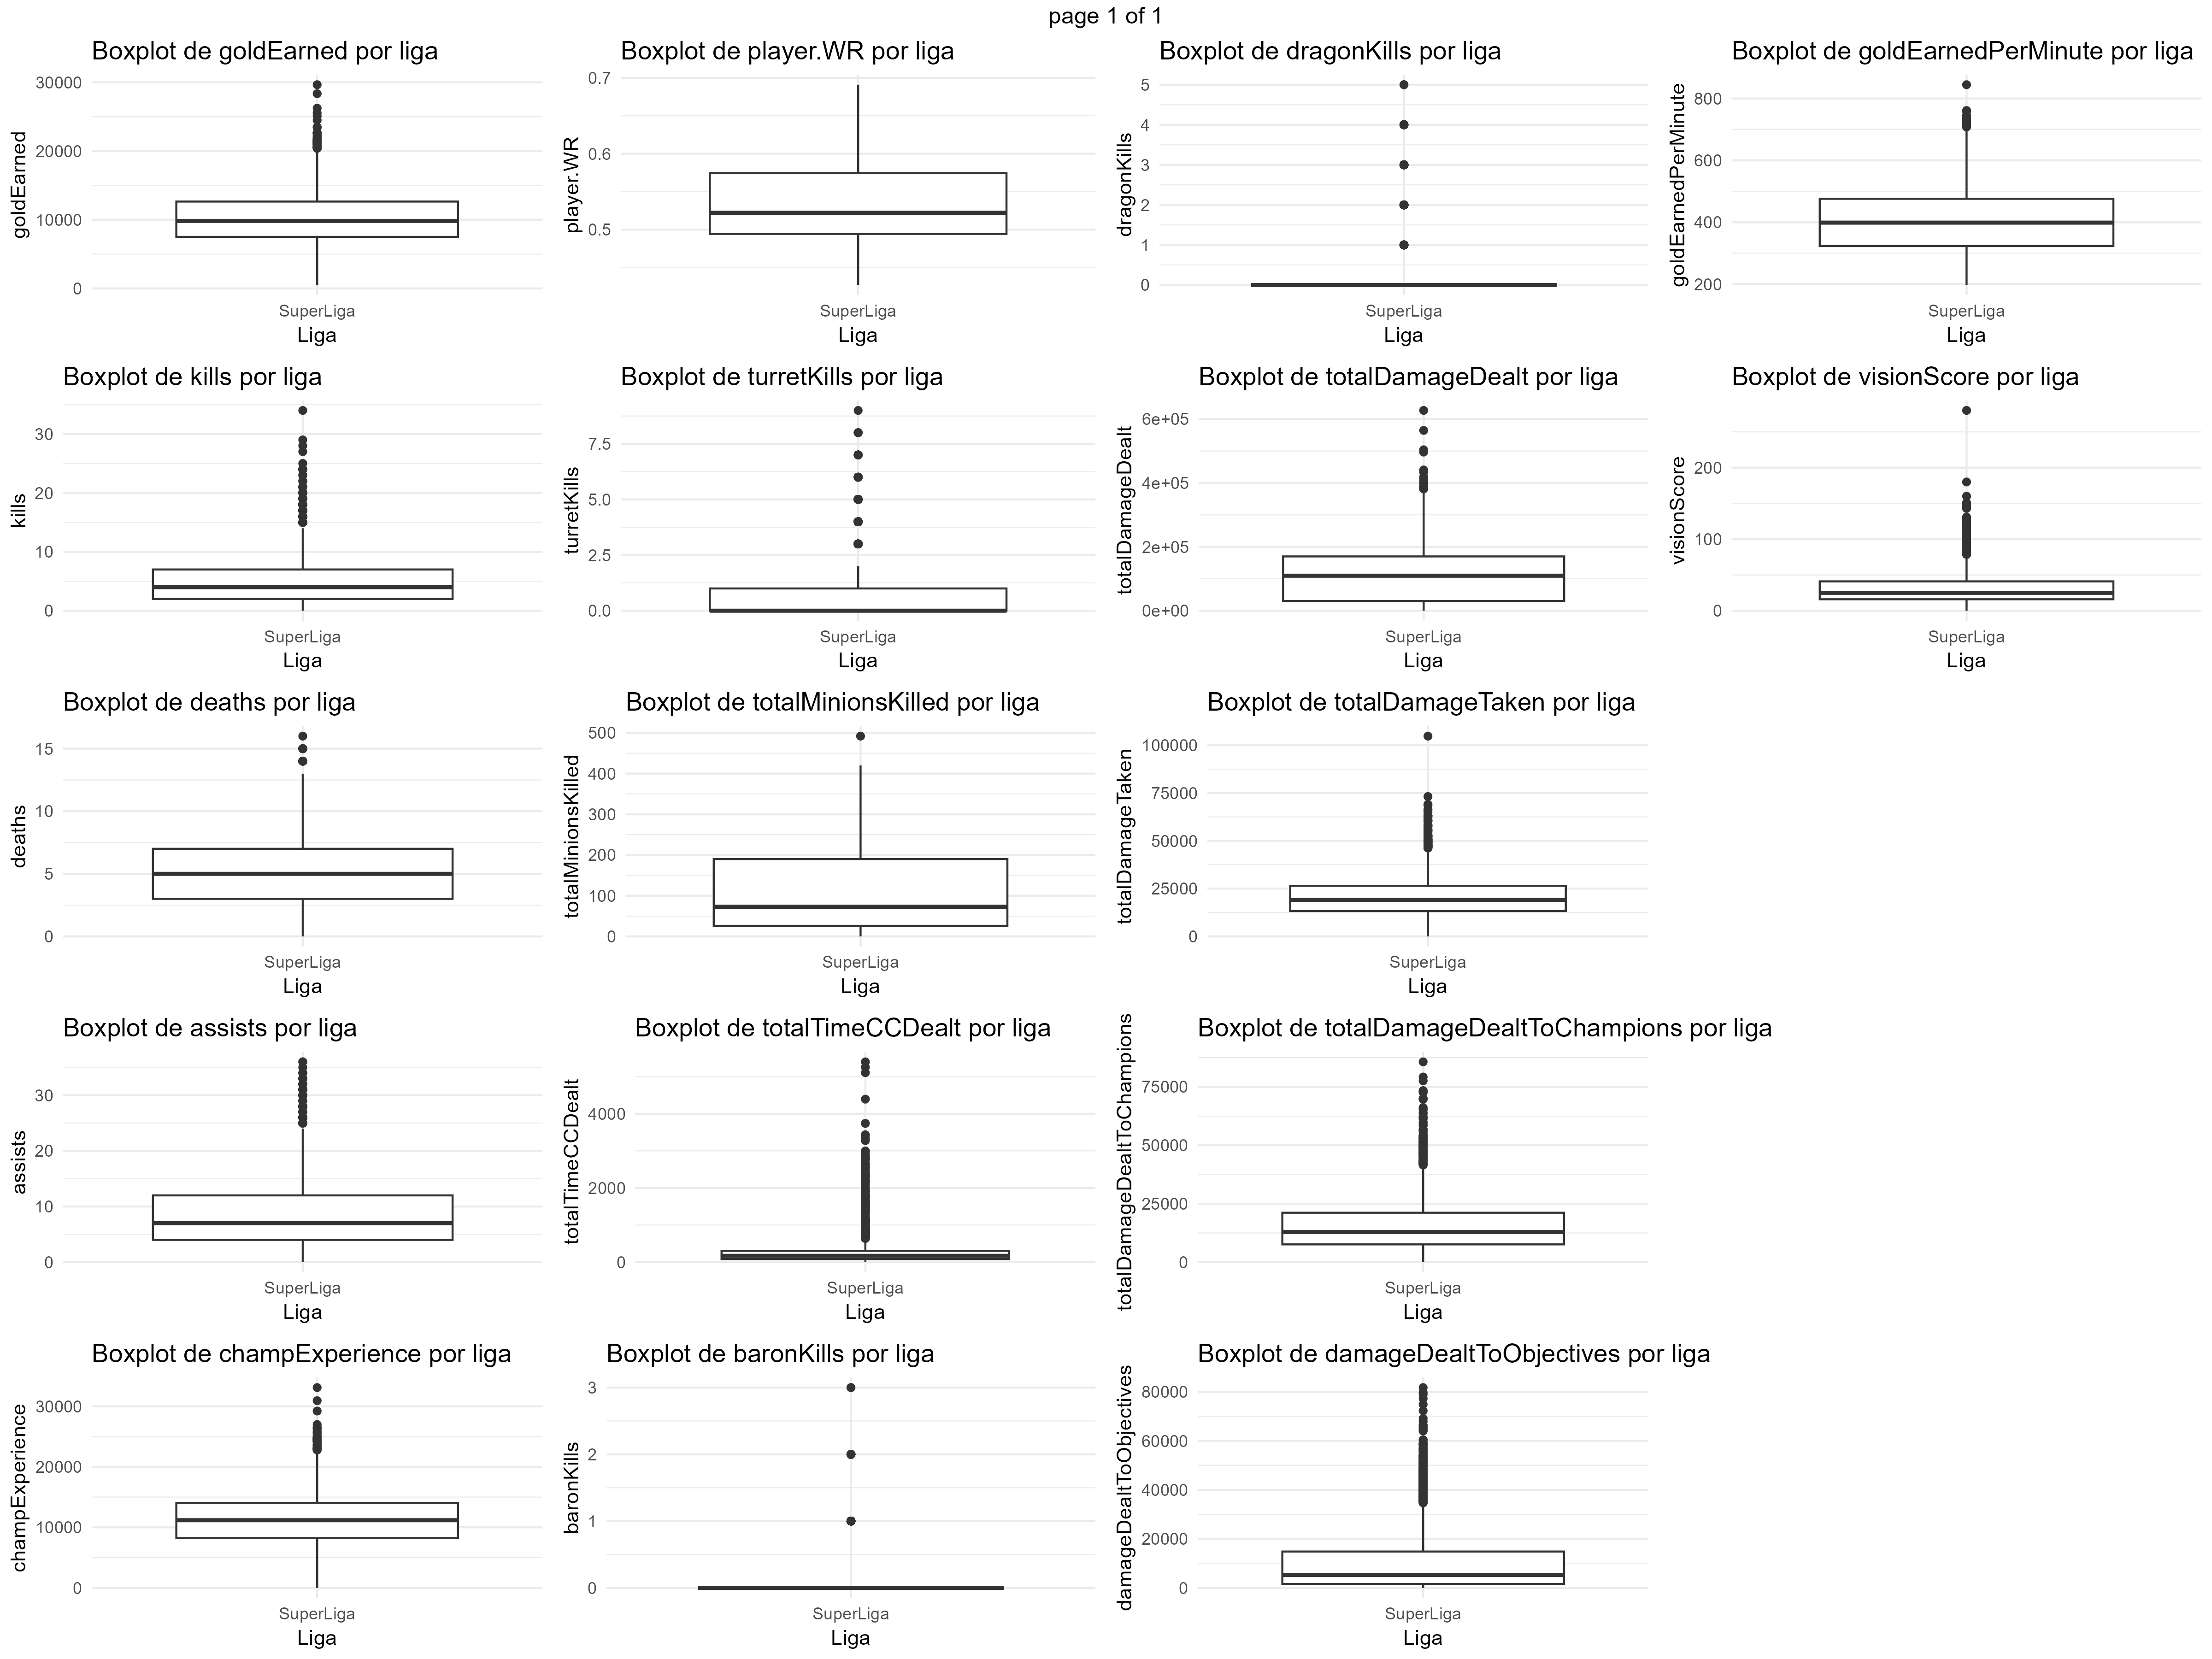 page 1 of 1
Boxplot de goldEarned por liga
goldEarned
30000
20000
10000
0
SuperLiga
Liga
Boxplot de player.WR por liga
player.WR
0.7
0.6
0.5
SuperLiga
Liga
Boxplot de dragonKills por liga
dragonKills
5
4
3
2
1
0
SuperLiga
Liga
Boxplot de goldEarnedPerMinute por liga
goldEarnedPerMinute
800
600
400
200
SuperLiga
Liga
Boxplot de kills por liga
kills
30
20
10
0
SuperLiga
Liga
Boxplot de turretKills por liga
turretKills
7.5
5.0
2.5
0.0
SuperLiga
Liga
Boxplot de totalDamageDealt por liga
totalDamageDealt
6e+05
4e+05
2e+05
0e+00
SuperLiga
Liga
Boxplot de visionScore por liga
visionScore
200
100
0
SuperLiga
Liga
Boxplot de deaths por liga
deaths
15
10
5
0
SuperLiga
Liga
Boxplot de totalMinionsKilled por liga
totalMinionsKilled
500
400
300
200
100
0
SuperLiga
Liga
Boxplot de totalDamageTaken por liga
totalDamageTaken
100000
75000
50000
25000
0
SuperLiga
Liga
Boxplot de assists por liga
assists
30
20
10
0
SuperLiga
Liga
Boxplot de totalTimeCCDealt por liga
totalTimeCCDealt
4000
2000
0
SuperLiga
Liga
Boxplot de totalDamageDealtToChampions por liga
totalDamageDealtToChampions
75000
50000
25000
0
SuperLiga
Liga
Boxplot de champExperience por liga
champExperience
30000
20000
10000
0
SuperLiga
Liga
Boxplot de baronKills por liga
baronKills
3
2
1
0
SuperLiga
Liga
Boxplot de damageDealtToObjectives por liga
damageDealtToObjectives
80000
60000
40000
20000
0
SuperLiga
Liga